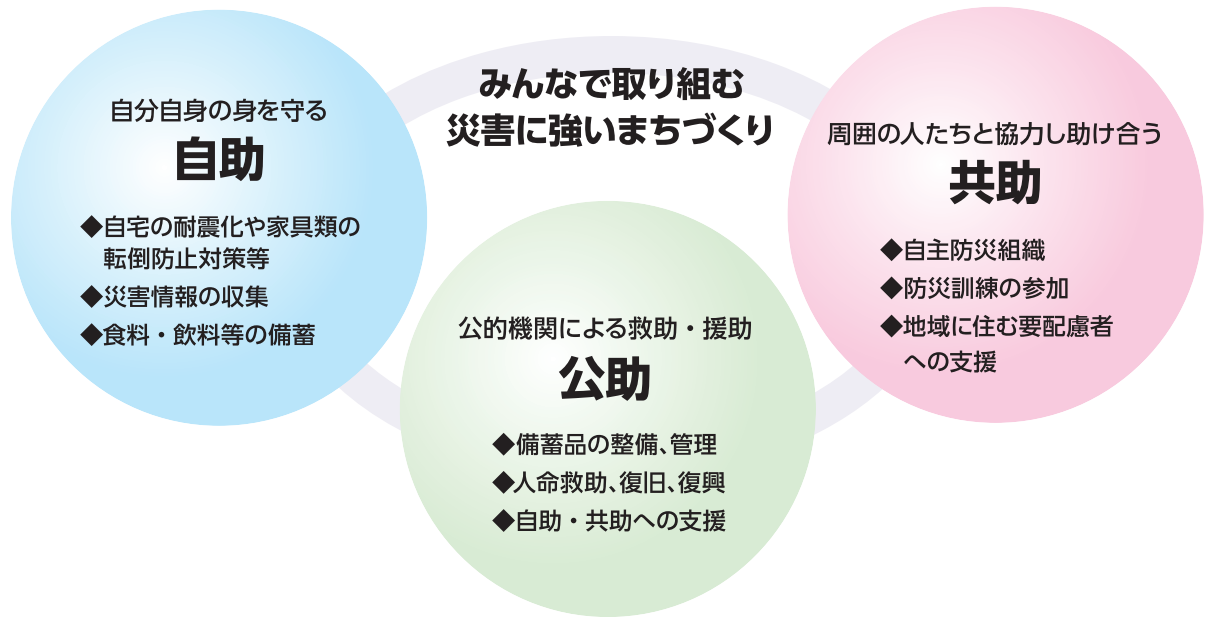 みんなで取り組む
災害に強いまちづくり
自分自身の身を守る
自助
◆自宅の耐震化や家具類の
転倒防止対策等
◆災害情報の収集
◆食料・飲料等の備蓄
周囲の人たちと協力し助け合う
共助
◆自主防災組織
◆防災訓練の参加
◆地域に住む要配慮者
への支援
公的機関による救助・援助
公助
◆備蓄品の整備、管理
◆人命救助、復旧、復興
◆自助・共助への支援